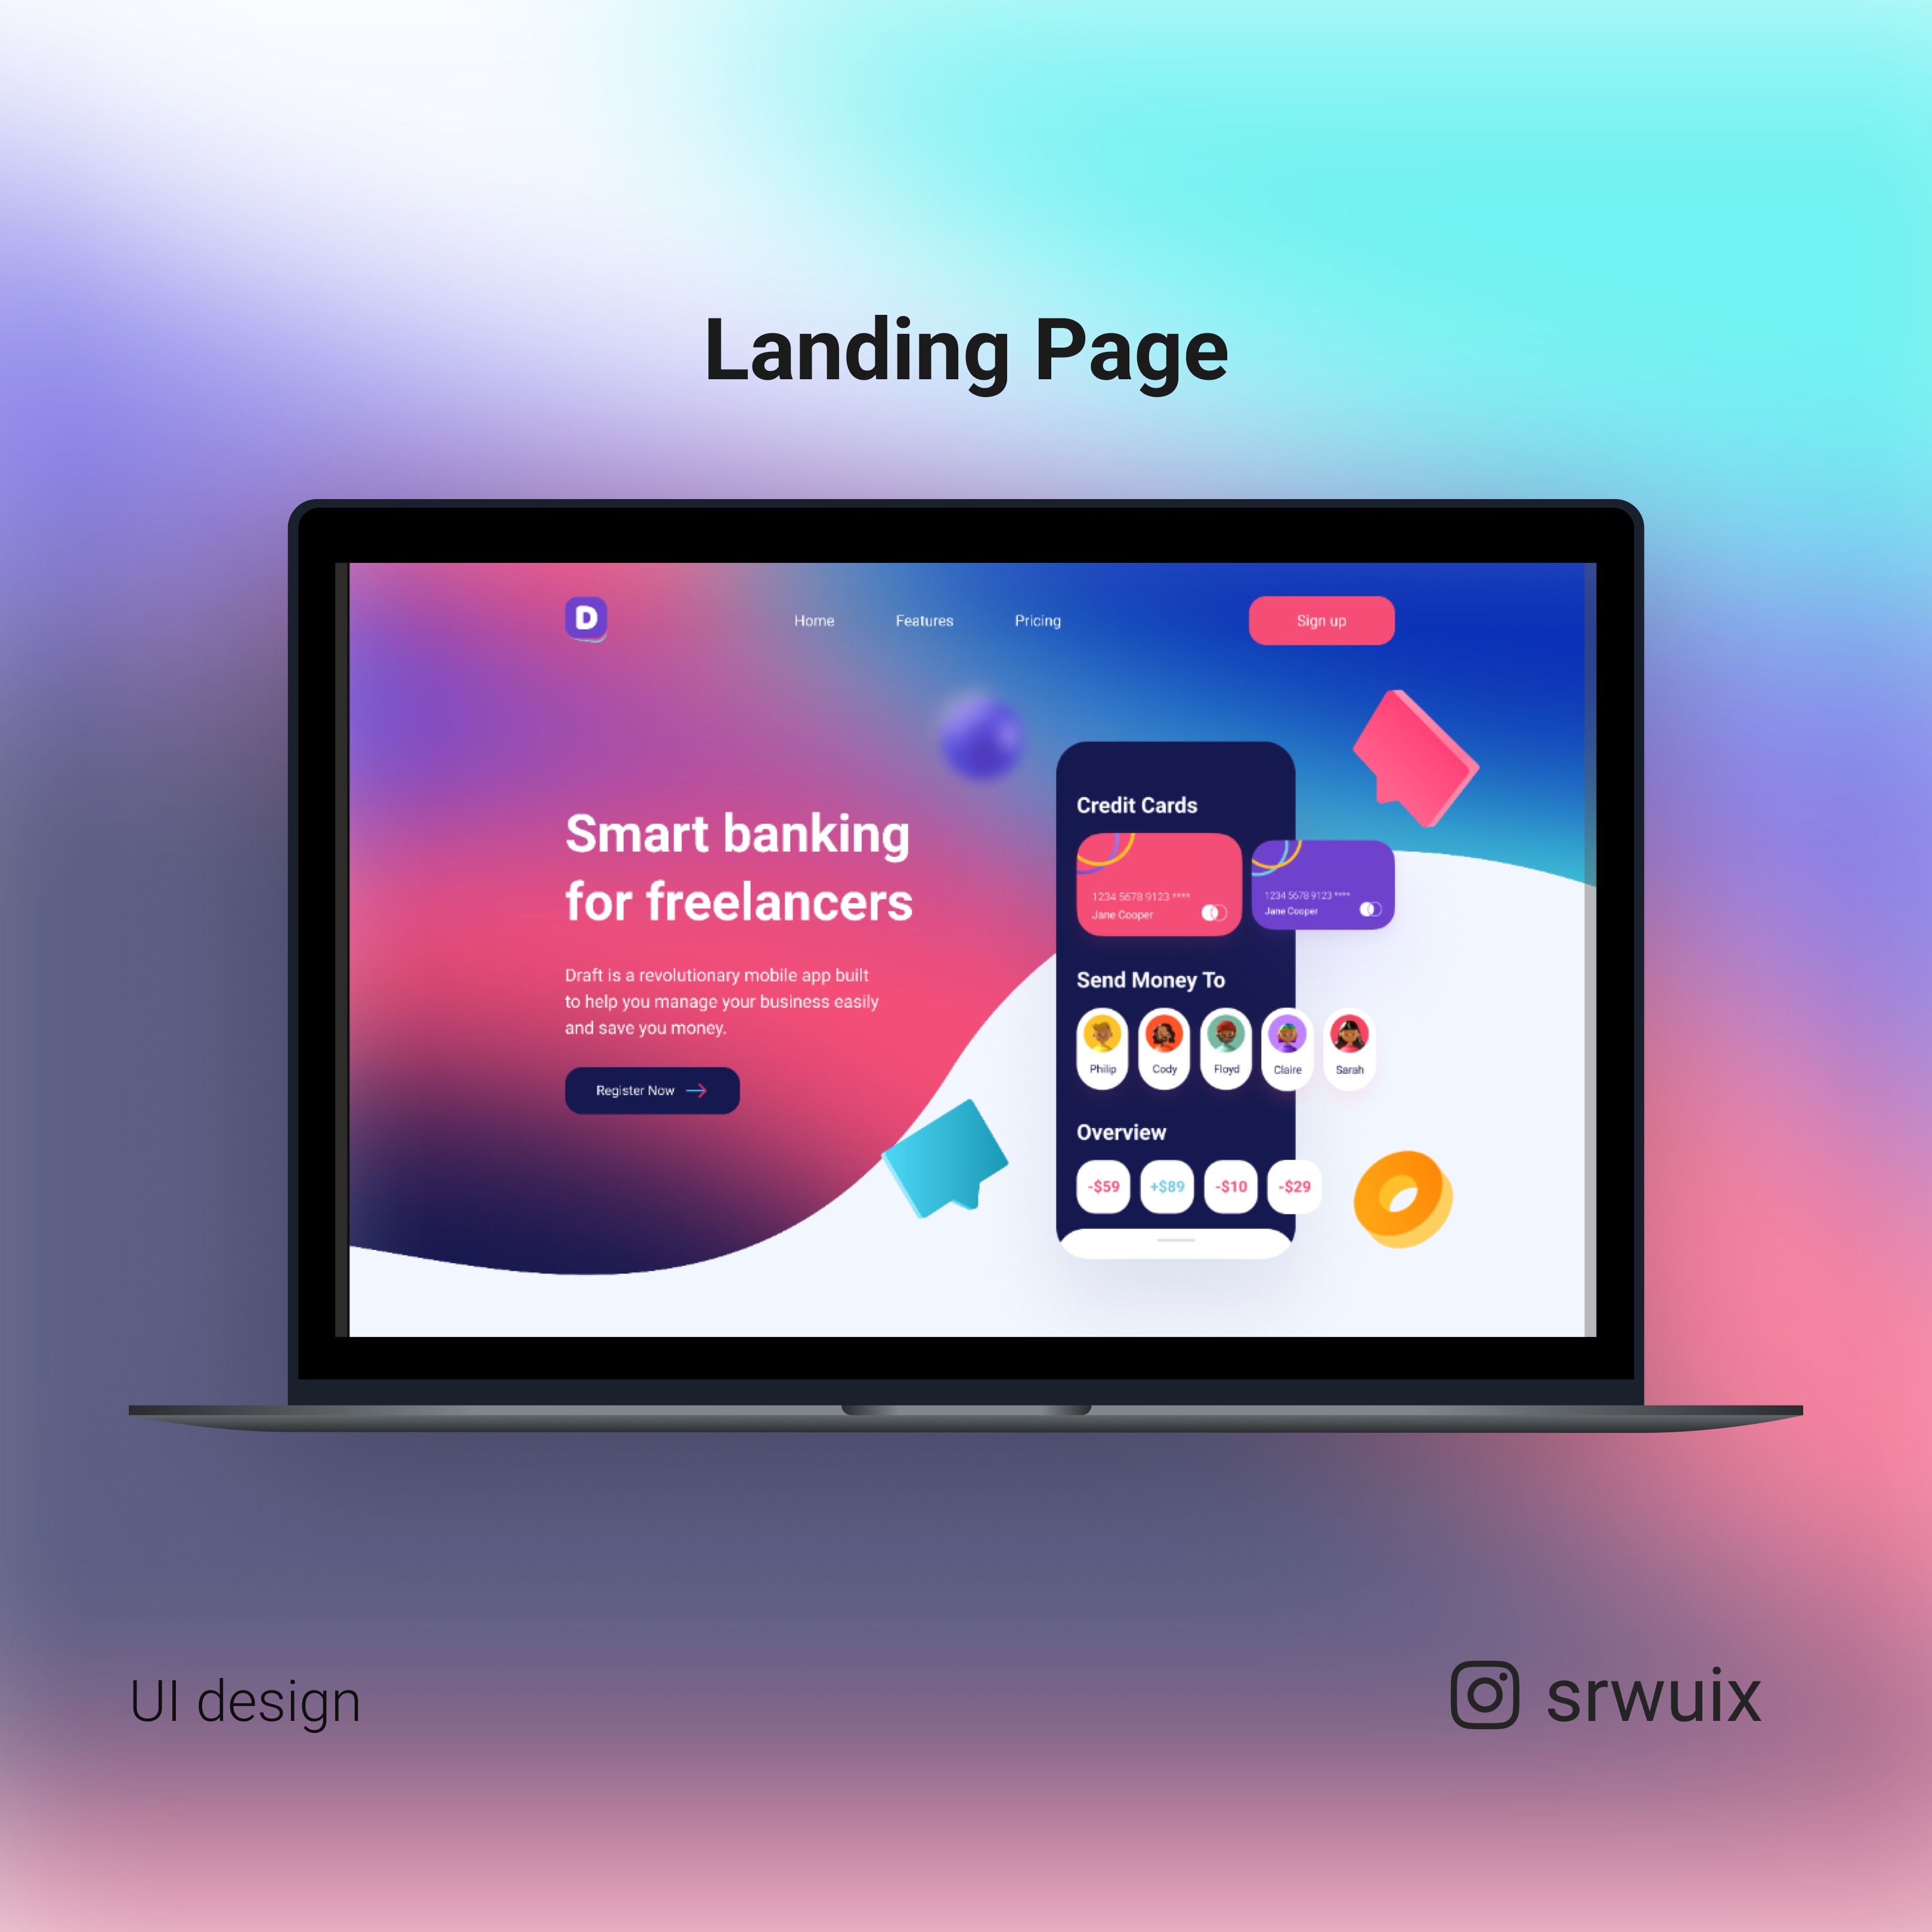 Landing Page
D
Home
Features
Pricing
Sign up
Smart banking
for freelancers
Draft is a revolutionary mobile app built
to help you manage your business easily
and save you money.
Register Now
Credit Cards
1234 5678 9123 ****
Jane Cooper
1234 5678 9123 ****
Jane Cooper
Send Money To
Philip
Cody
Floyd
Claire
Sarah
Overview
-$59
+$89
-$10
-$29
UI design
srwuix